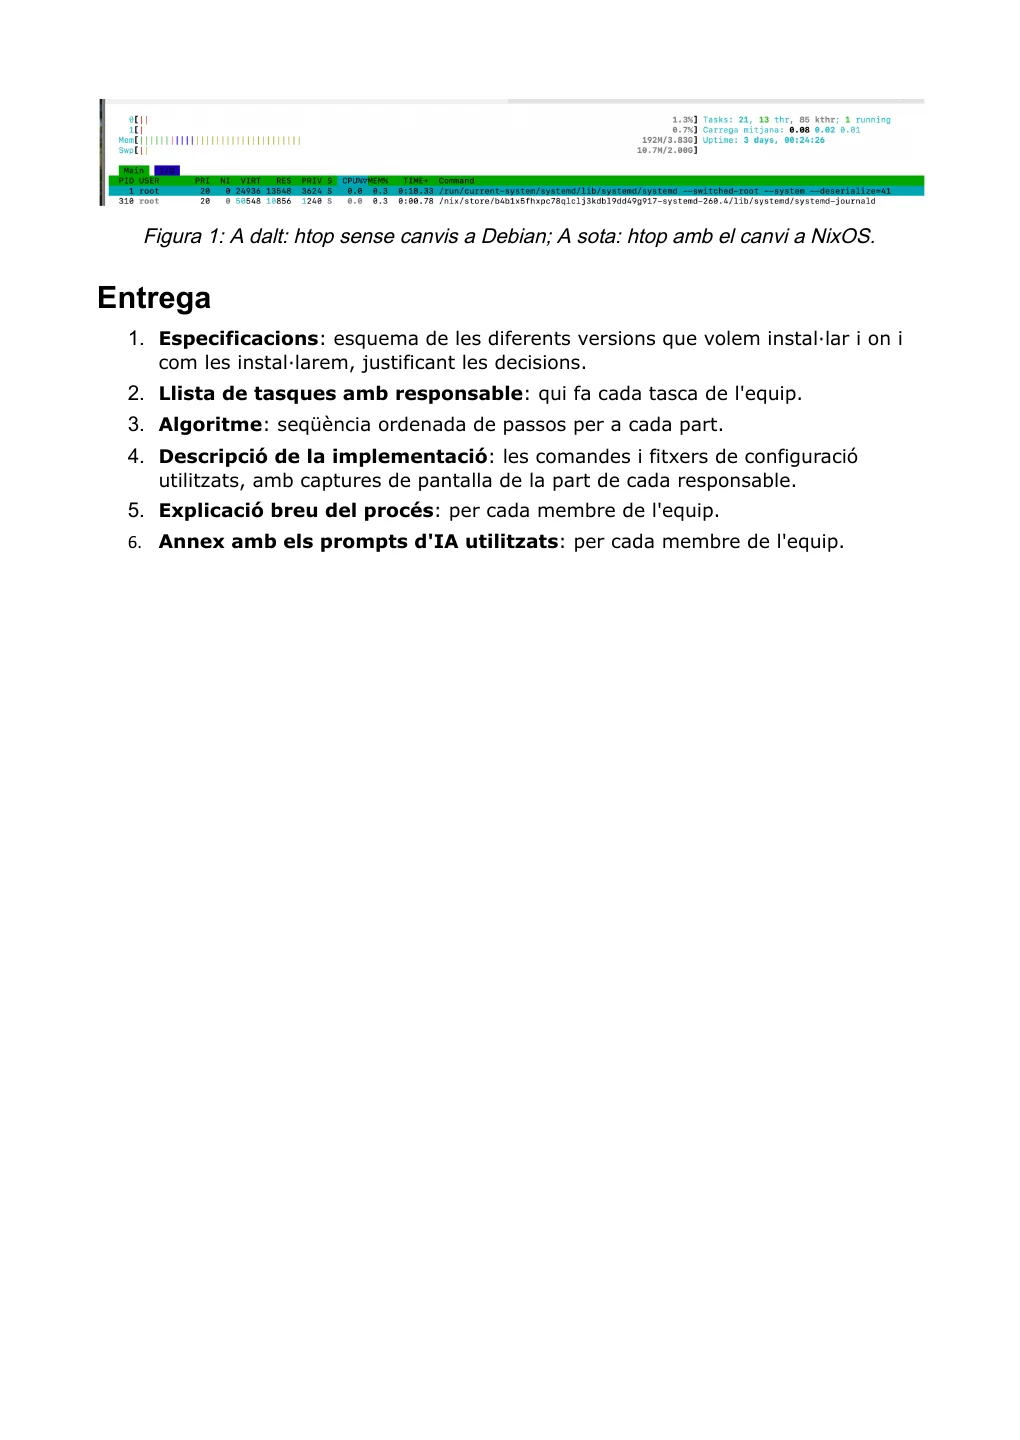 0[|| 1.3%] Tasks: 21, 13 thr, 85 kthr; 1 running
1[| 0.7%] Carrega mitjana: 0.08 0.02 0.01
Mem[ 192M/3.83G] Uptime: 3 days, 00:24:26
Swp[|| 10.7M/2.00G]
Main I/O
PID USER PRI NI VIRT RES PRIV S CPU%▽MEM% TIME+ Command
1 root 20 0 24936 13548 3624 S 0.0 0.3 0:18.33 /run/current-system/systemd/lib/systemd/systemd --switched-root --system --deserialize=41
310 root 20 0 50548 10856 1240 S 0.0 0.3 0:00.78 /nix/store/b4b1x5fhxpc78qlclj3kdbl9dd49g917-systemd-260.4/lib/systemd/systemd-journald
Figura 1: A dalt: htop sense canvis a Debian; A sota: htop amb el canvi a NixOS.
Entrega
1. Especificacions: esquema de les diferents versions que volem instal·lar i on i
com les instal·larem, justificant les decisions.
2. Llista de tasques amb responsable: qui fa cada tasca de l'equip.
3. Algoritme: seqüència ordenada de passos per a cada part.
4. Descripció de la implementació: les comandes i fitxers de configuració
utilitzats, amb captures de pantalla de la part de cada responsable.
5. Explicació breu del procés: per cada membre de l'equip.
6. Annex amb els prompts d'IA utilitzats: per cada membre de l'equip.